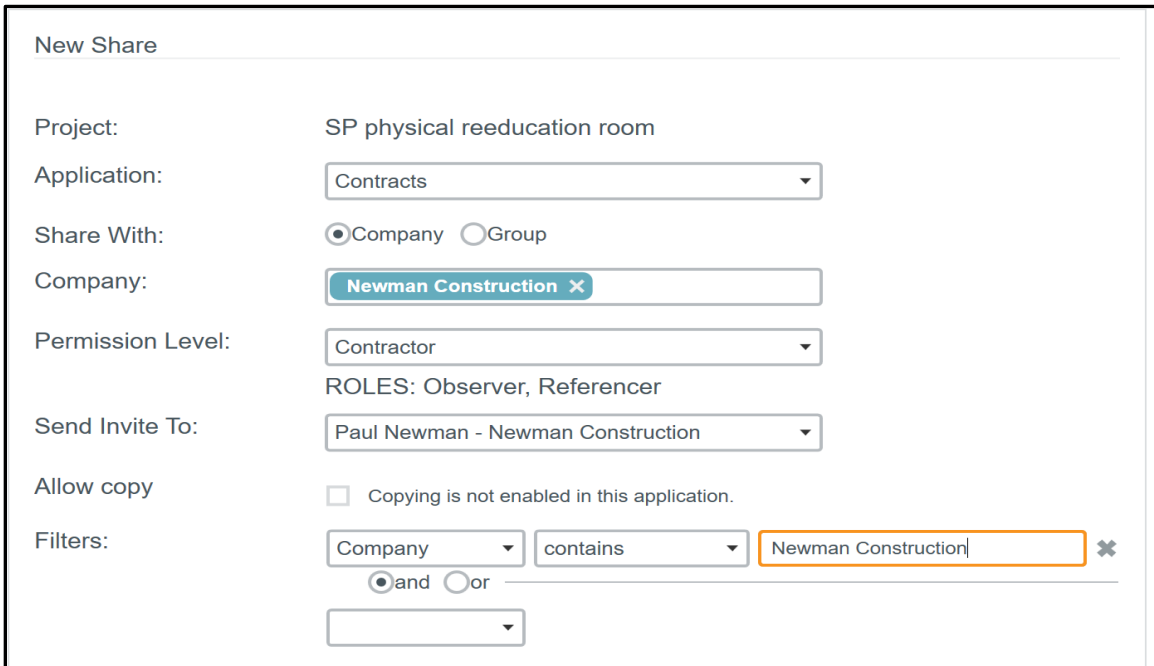 New Share
Project: SP physical reeducation room
Application: Contracts
Share With: Company Group
Company: Newman Construction
Permission Level: Contractor
ROLES: Observer, Referencer
Send Invite To: Paul Newman - Newman Construction
Allow copy Copying is not enabled in this application.
Filters: Company contains Newman Construction
and or